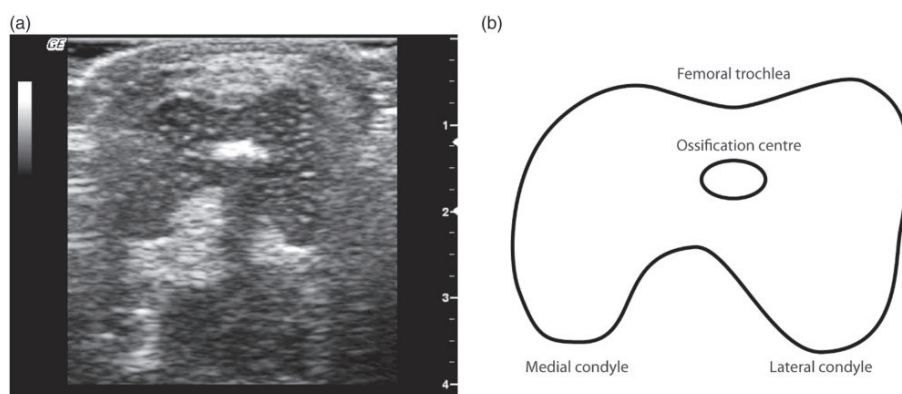 (a)
GE
1
2
3
4
(b)
Femoral trochlea
Ossification centre
Medial condyle
Lateral condyle